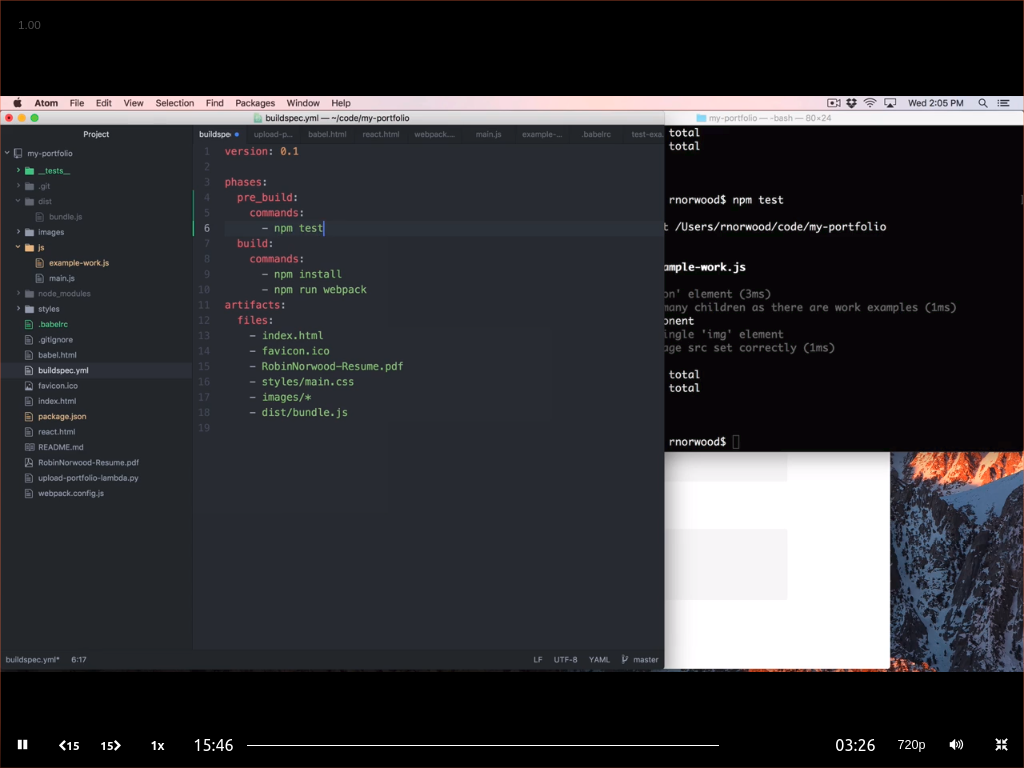 1.00
Atom File Edit View Selection Find Packages Window Help Wed 2:05 PM
buildspec.yml — ~/code/my-portfolio
my-portfolio — -bash — 80×24
Project
buildspe upload-p... babel.html react.html webpack.... main.js example-... .babelrc test-exa
my-portfolio
__tests__
.git
dist
bundle.js
images
js
example-work.js
main.js
node_modules
styles
.babelrc
.gitignore
babel.html
buildspec.yml
favicon.ico
index.html
package.json
react.html
README.md
RobinNorwood-Resume.pdf
upload-portfolio-lambda.py
webpack.config.js
1 version: 0.1
2
3 phases:
4 pre_build:
5 commands:
6 - npm test
7 build:
8 commands:
9 - npm install
10 - npm run webpack
11 artifacts:
12 files:
13 - index.html
14 - favicon.ico
15 - RobinNorwood-Resume.pdf
16 - styles/main.css
17 - images/*
18 - dist/bundle.js
19
total
total
rnorwood$ npm test
t /Users/rnorwood/code/my-portfolio
ample-work.js
on' element (3ms)
many children as there are work examples (1ms)
onent
ingle 'img' element
age src set correctly (1ms)
total
total
rnorwood$
buildspec.yml* 6:17 LF UTF-8 YAML master
15 15 1x 15:46 03:26 720p